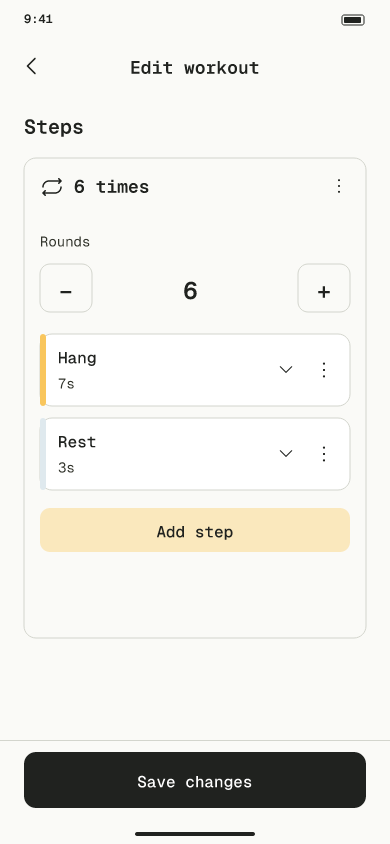 9:41
Edit workout
Steps
6 times
Rounds
- 6 +
Hang
7s
Rest
3s
Add step
Save changes